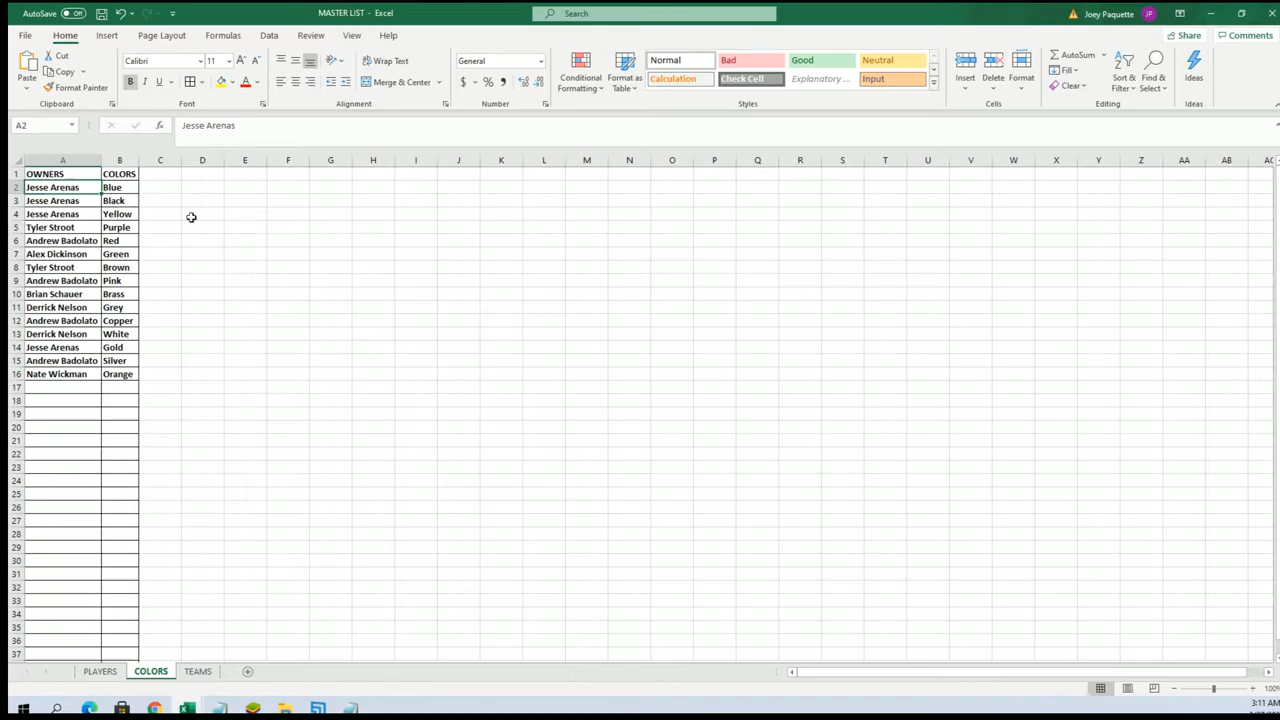 AutoSave Off MASTER LIST - Excel Search Joey Paquette JP
File Home Insert Page Layout Formulas Data Review View Help Share Comments
Paste Cut Copy Format Painter Clipboard
Calibri 11 B I U A Font
Wrap Text Merge & Center Alignment
General $ % Number
Conditional Formatting Format as Table Normal Bad Good Neutral Calculation Check Cell Explanatory ... Input Styles
Insert Delete Format Cells
AutoSum Fill Clear Sort & Filter Find & Select Editing
Ideas Ideas
A2 fx Jesse Arenas
A B C D E F G H I J K L M N O P Q R S T U V W X Y Z AA AB AC
1 OWNERS COLORS
2 Jesse Arenas Blue
3 Jesse Arenas Black
4 Jesse Arenas Yellow
5 Tyler Stroot Purple
6 Andrew Badolato Red
7 Alex Dickinson Green
8 Tyler Stroot Brown
9 Andrew Badolato Pink
10 Brian Schauer Brass
11 Derrick Nelson Grey
12 Andrew Badolato Copper
13 Derrick Nelson White
14 Jesse Arenas Gold
15 Andrew Badolato Silver
16 Nate Wickman Orange
17
18
19
20
21
22
23
24
25
26
27
28
29
30
31
32
33
34
35
36
37
PLAYERS COLORS TEAMS
100%
3:11 AM